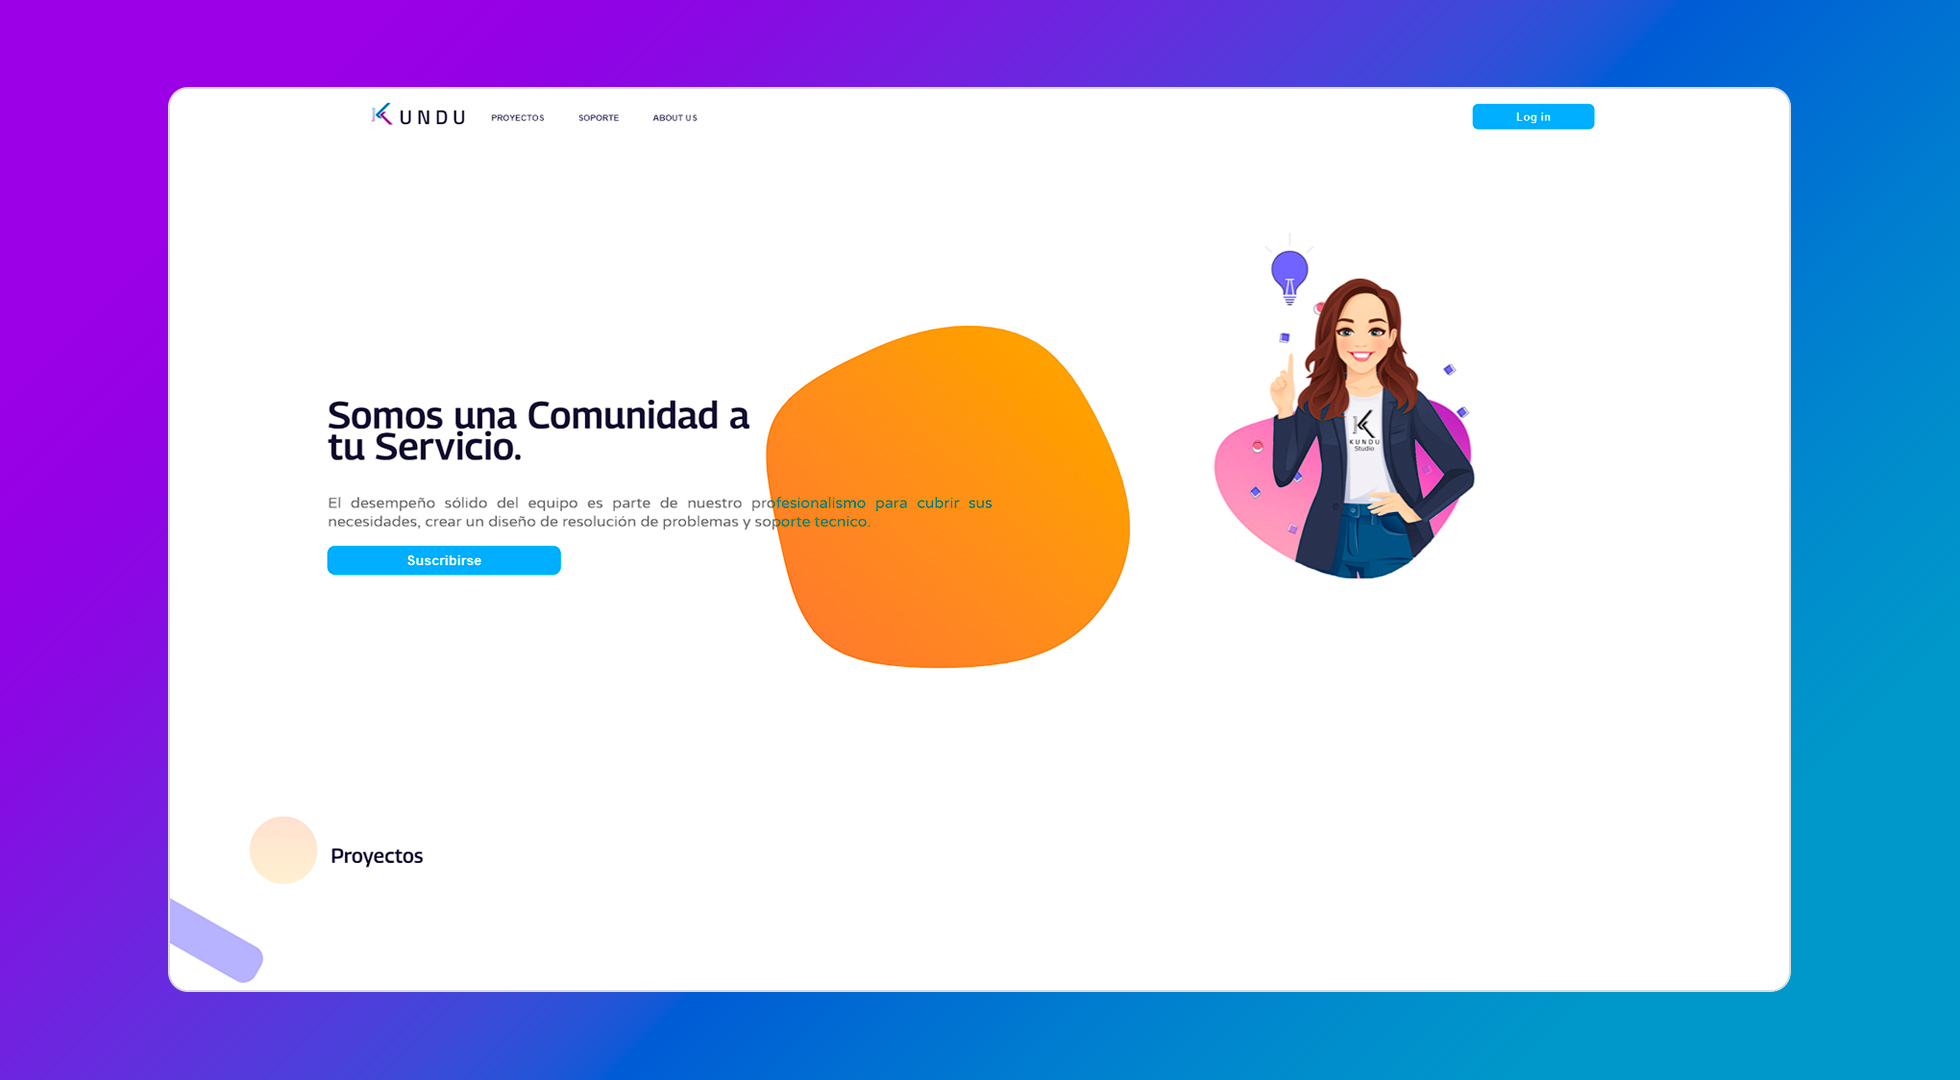 KUNDU PROYECTOS SOPORTE ABOUT US Log in
Somos una Comunidad a
tu Servicio.
El desempeño sólido del equipo es parte de nuestro profesionalismo para cubrir sus
necesidades, crear un diseño de resolución de problemas y soporte tecnico.
Suscribirse
K
KUNDU
Studio
Proyectos